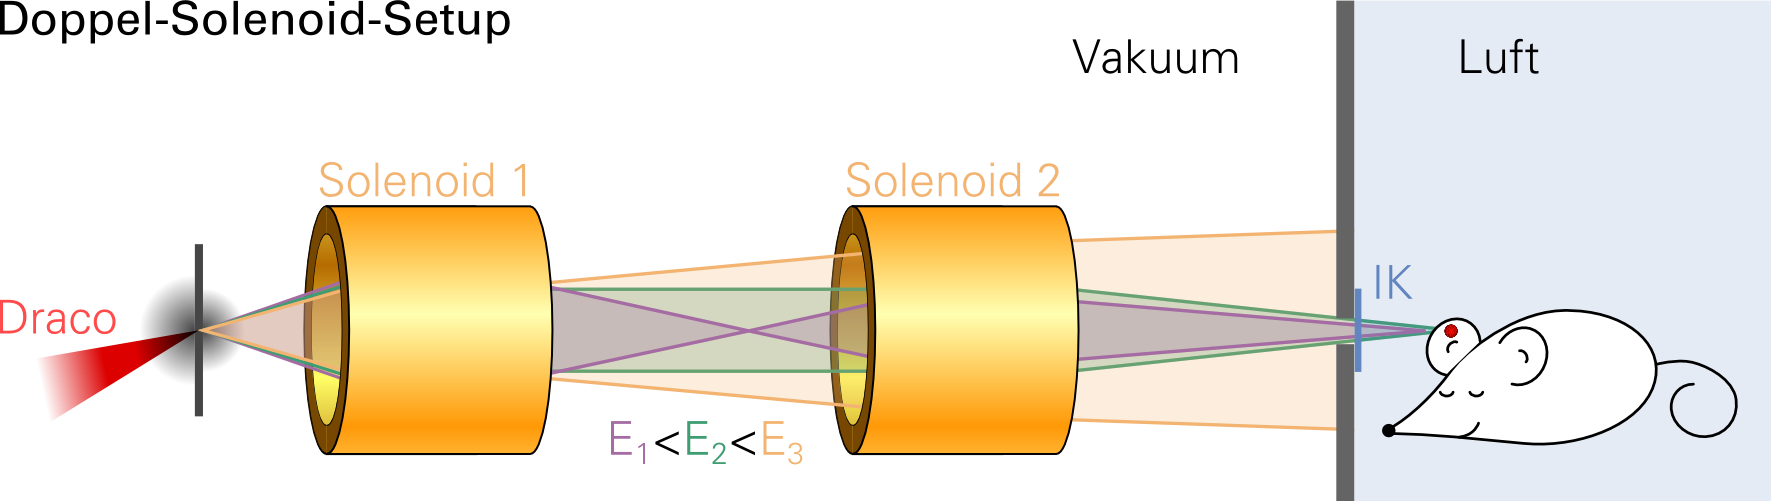 Doppel-Solenoid-Setup
Vakuum
Luft
Solenoid 1
Solenoid 2
IK
Draco
E₁<E₂<E₃